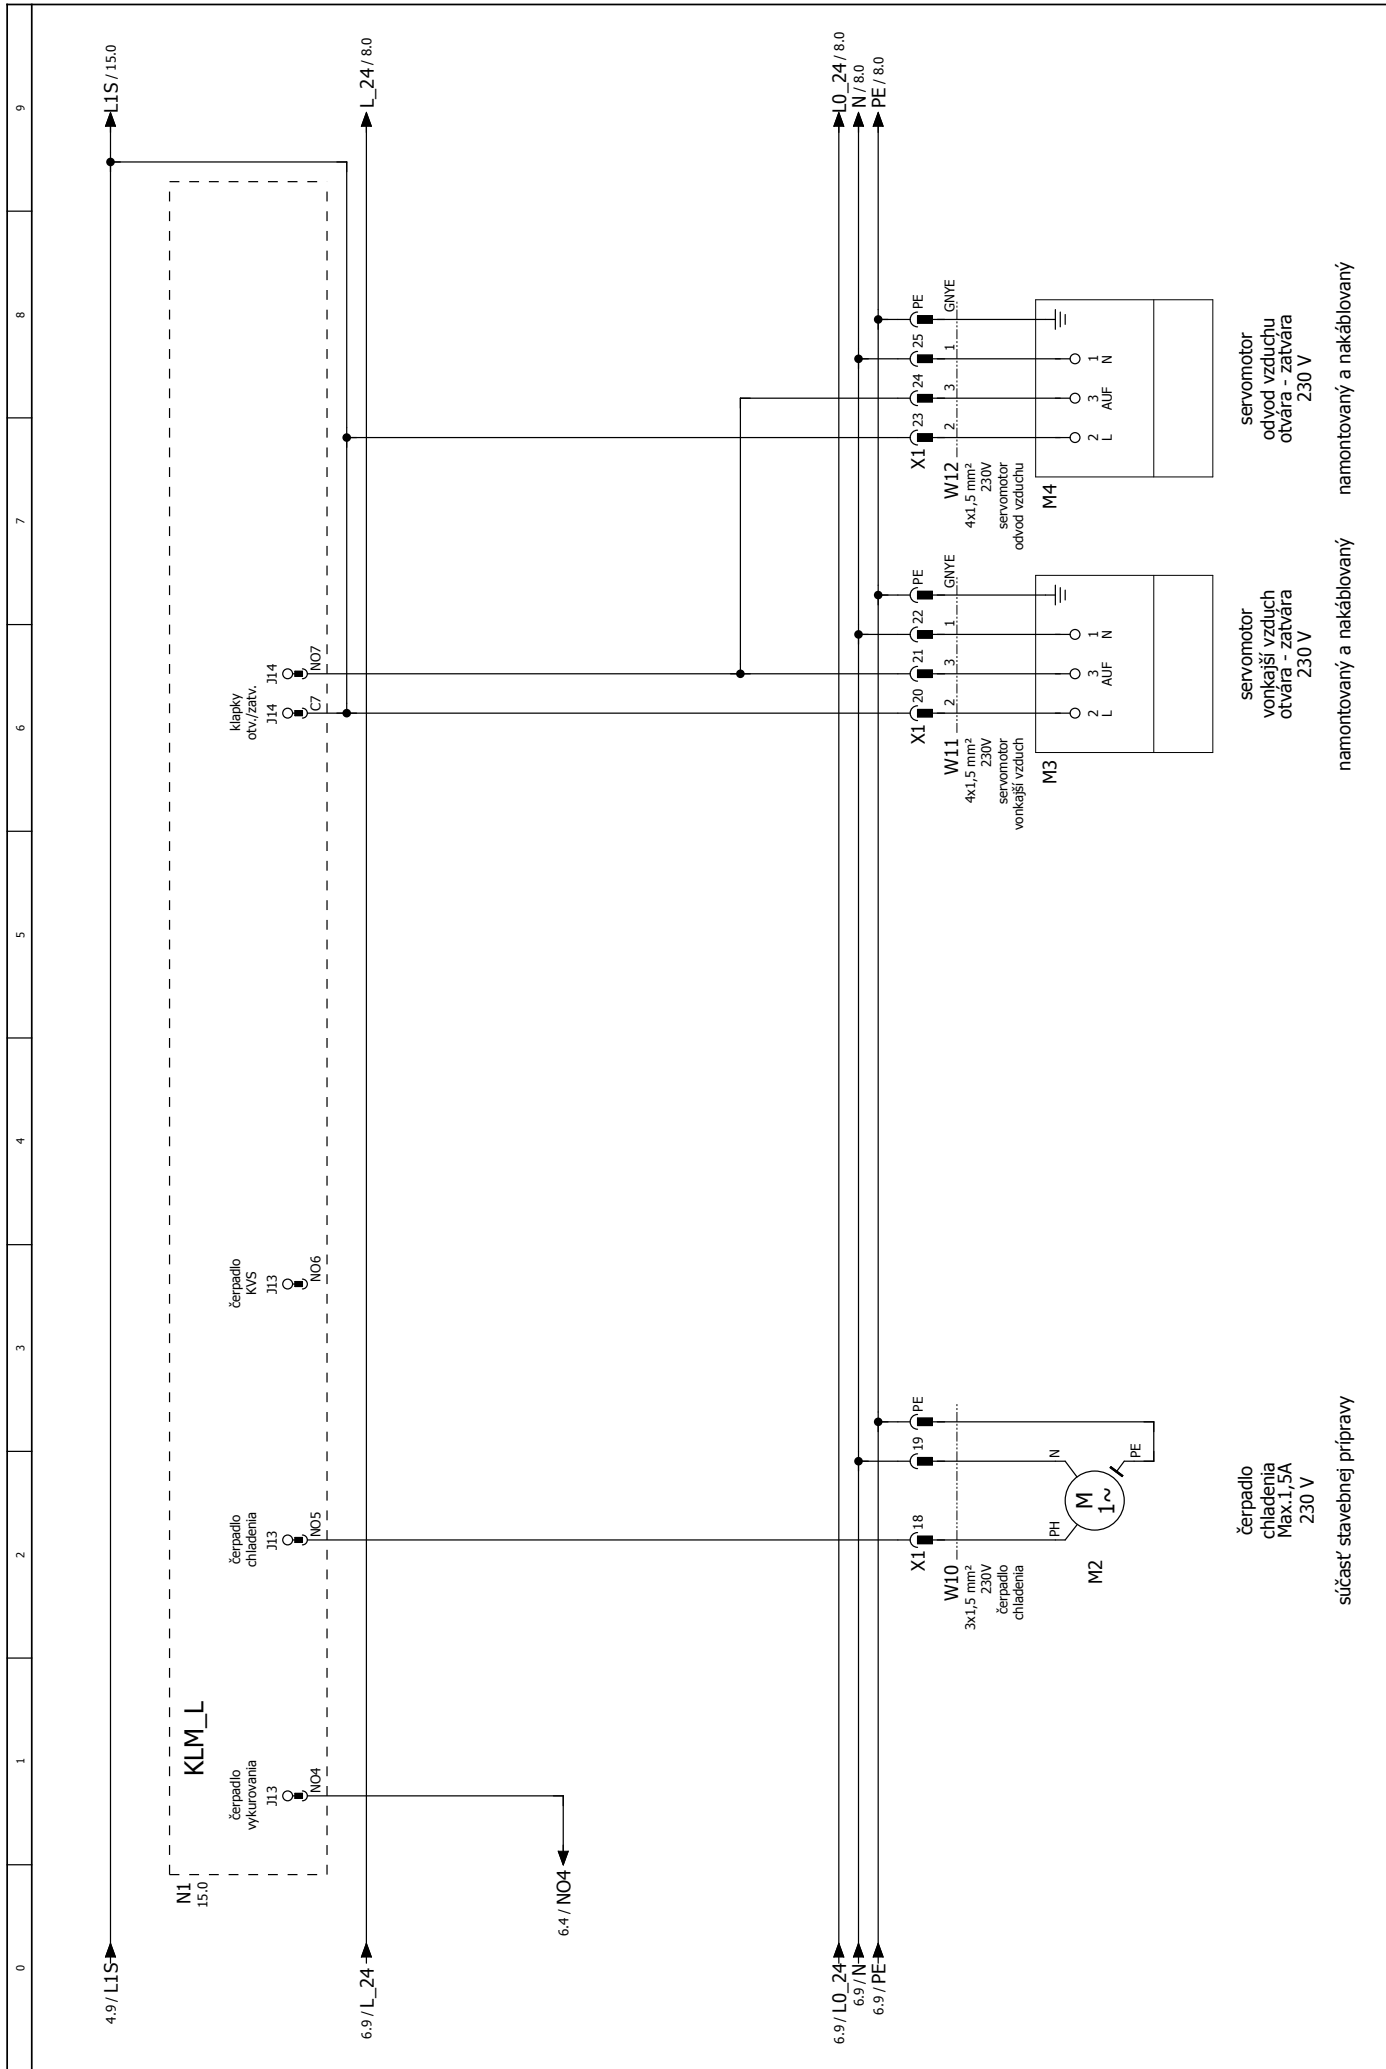 0
1
2
3
4
5
6
7
8
9
4.9 / L1S
L1S / 15.0
N1
15.0
KLM_L
čerpadlo
vykurovania
J13
NO4
čerpadlo
chladenia
J13
NO5
čerpadlo
KVS
J13
NO6
klapky
otv./zatv.
J14
C7
J14
NO7
6.9 / L_24
L_24 / 8.0
6.4 / NO4
6.9 / L0_24
L0_24 / 8.0
6.9 / N
N / 8.0
6.9 / PE
PE / 8.0
X1
18
19
PE
W10
3x1,5 mm²
230V
čerpadlo
chladenia
PH
N
PE
M
1~
M2
čerpadlo
chladenia
Max.1,5A
230 V
súčasť stavebnej prípravy
X1
20
21
22
PE
W11
4x1,5 mm²
230V
servomotor
vonkajší vzduch
2
3
1
GNYE
M3
2
L
3
AUF
1
N
servomotor
vonkajší vzduch
otvára - zatvára
230 V
namontovaný a nakáblovaný
X1
23
24
25
PE
W12
4x1,5 mm²
230V
servomotor
odvod vzduchu
2
3
1
GNYE
M4
2
L
3
AUF
1
N
servomotor
odvod vzduchu
otvára - zatvára
230 V
namontovaný a nakáblovaný